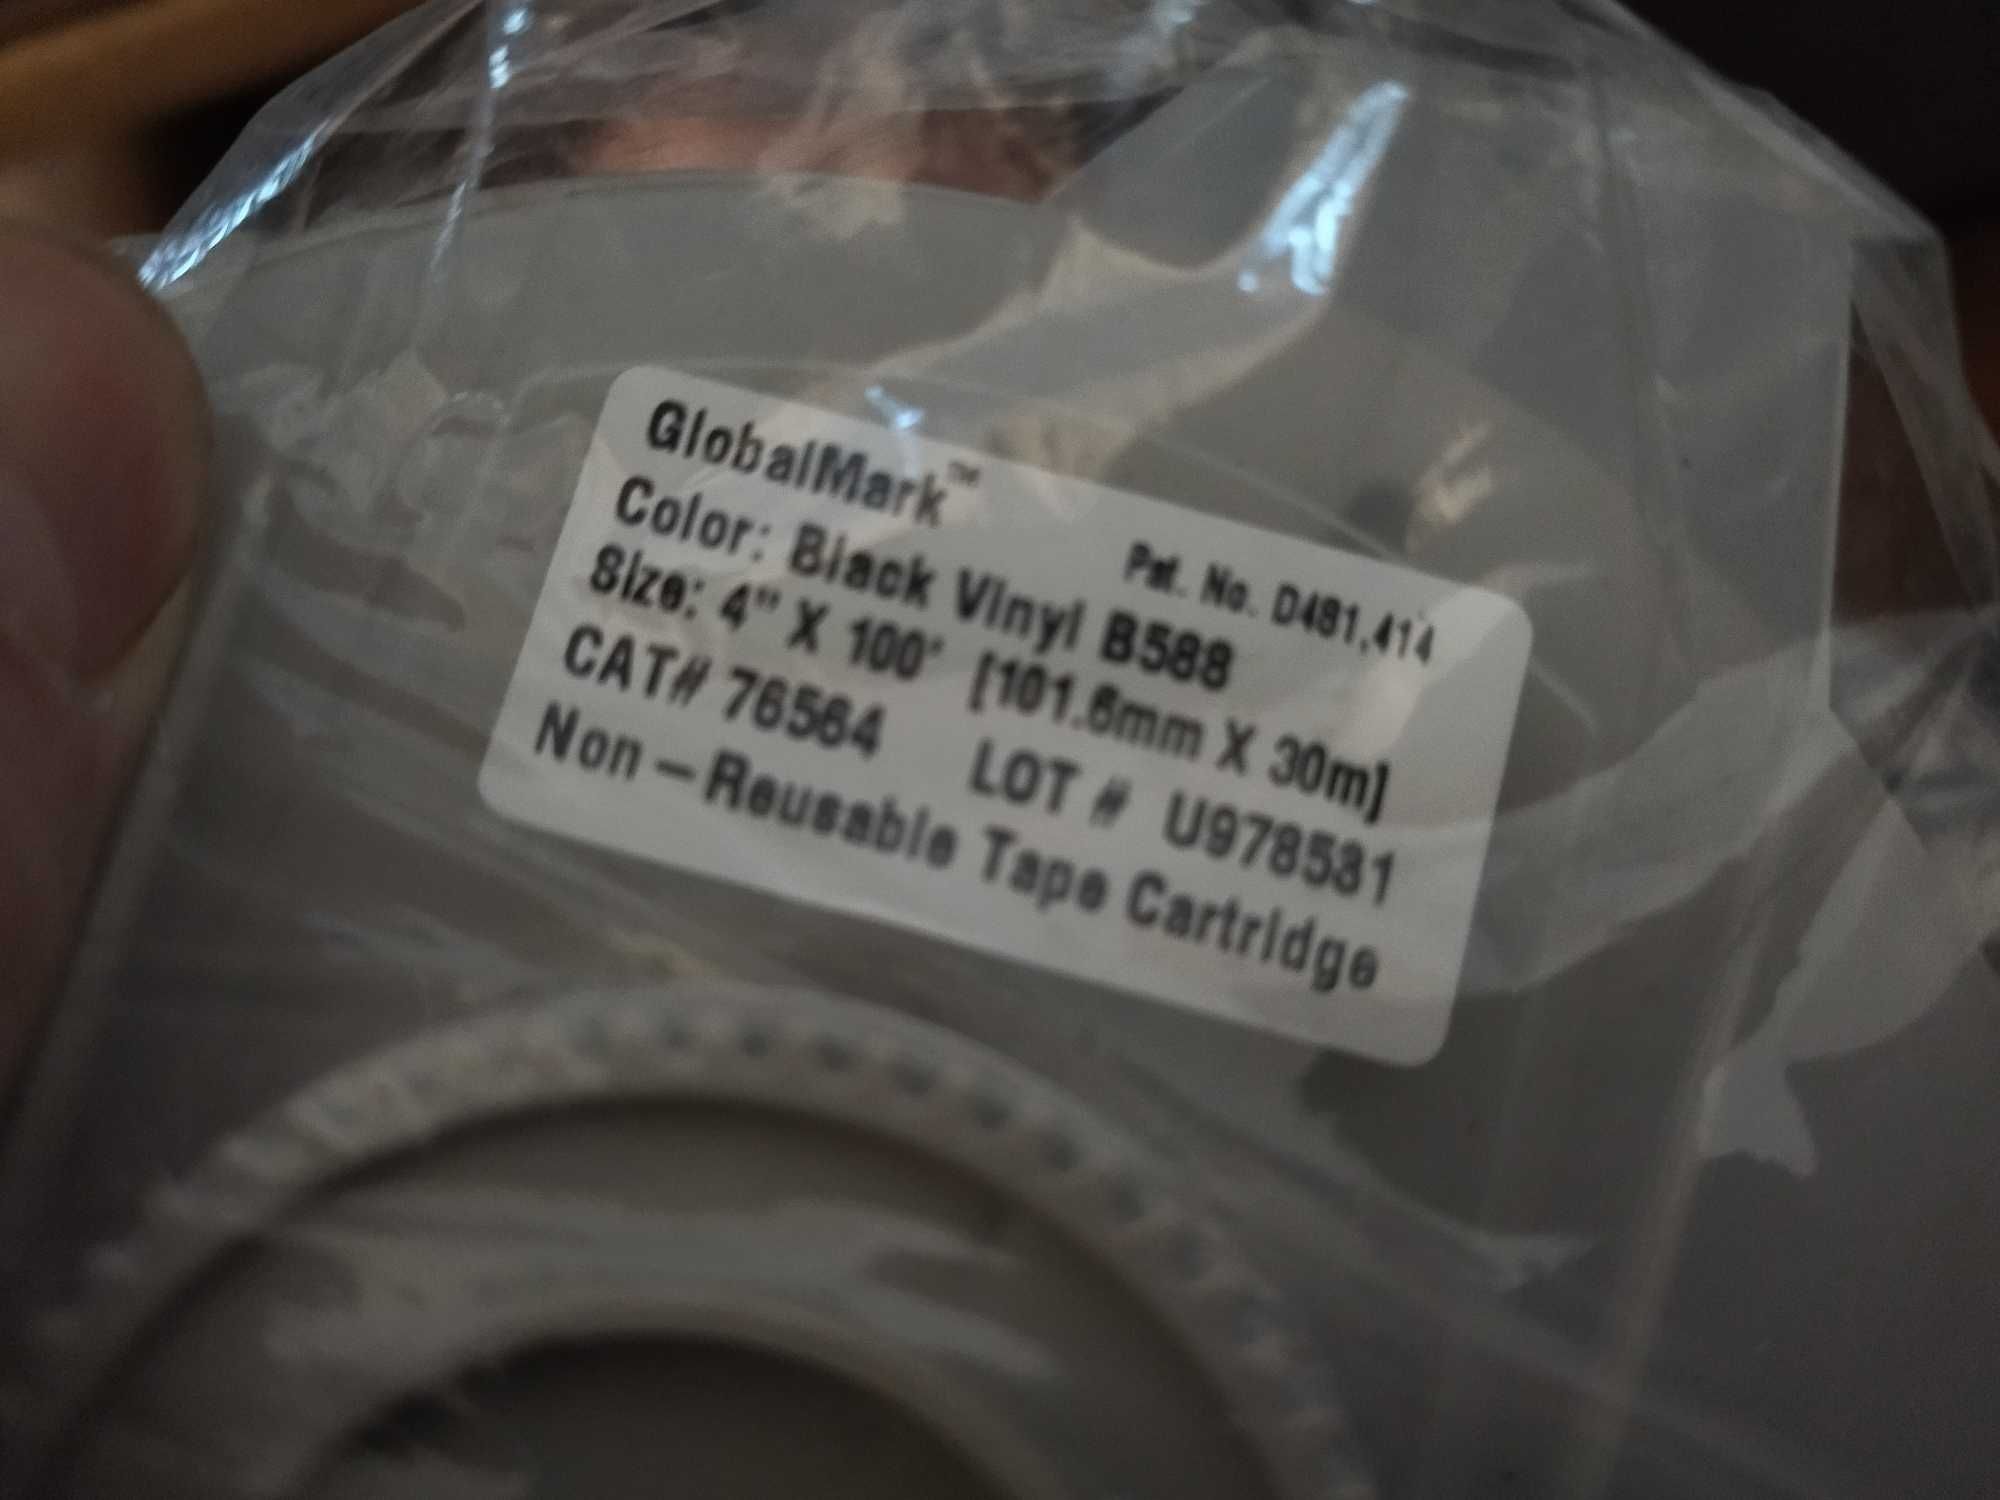 GlobalMark™
Pat. No. D481,414
Color: Black Vinyl B588
Size: 4" X 100' [101.6mm X 30m]
CAT# 76564 LOT # U978531
Non-Reusable Tape Cartridge